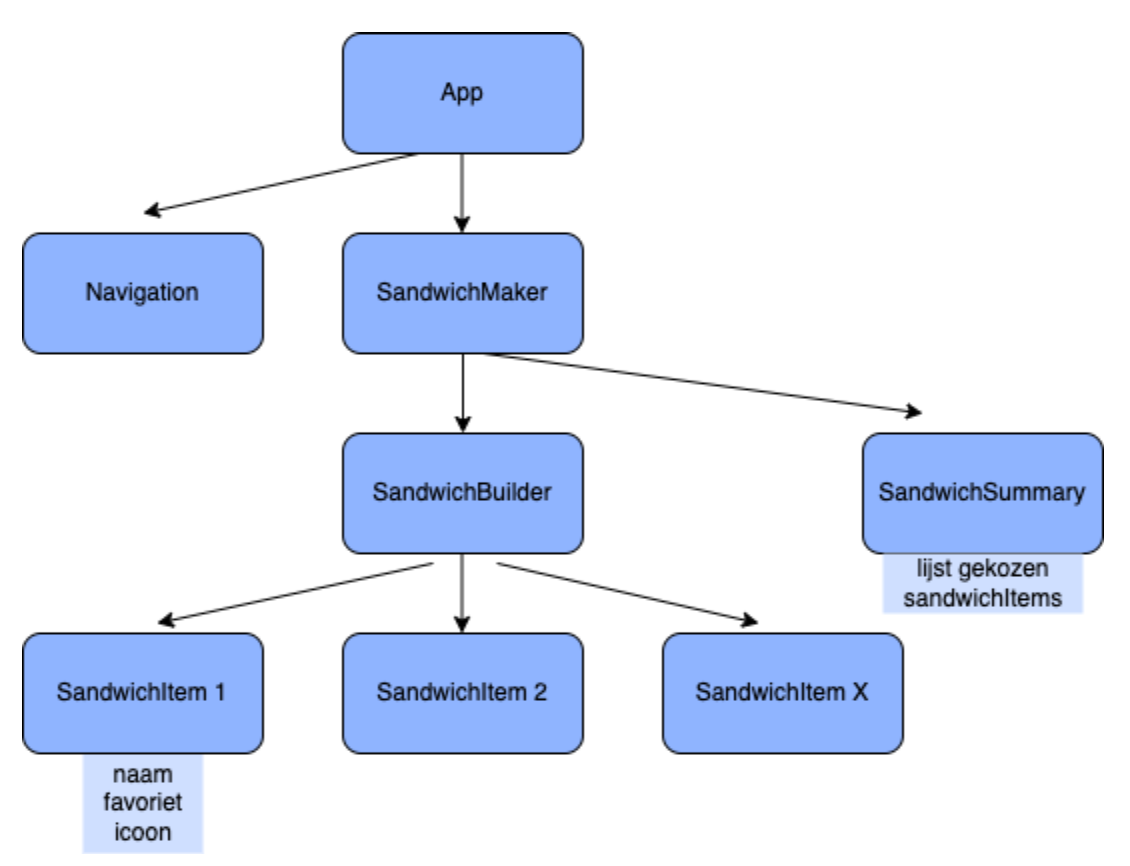 App
Navigation
SandwichMaker
SandwichBuilder
SandwichSummary
lijst gekozen
sandwichItems
SandwichItem 1
SandwichItem 2
SandwichItem X
naam
favoriet
icoon